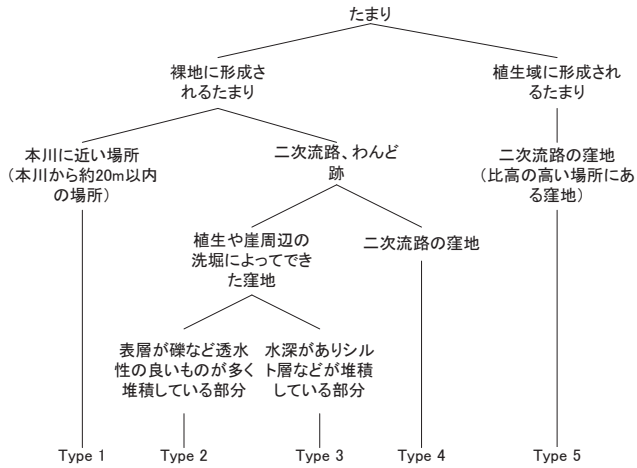 たまり
裸地に形成さ
れるたまり
植生域に形成され
るたまり
本川に近い場所
（本川から約20m以内
の場所）
二次流路、わんど
跡
二次流路の窪地
（比高の高い場所にあ
る窪地）
植生や崖周辺の
洗堀によってでき
た窪地
二次流路の窪地
表層が礫など透水
性の良いものが多く
堆積している部分
水深がありシル
ト層などが堆積
している部分
Type 1
Type 2
Type 3
Type 4
Type 5